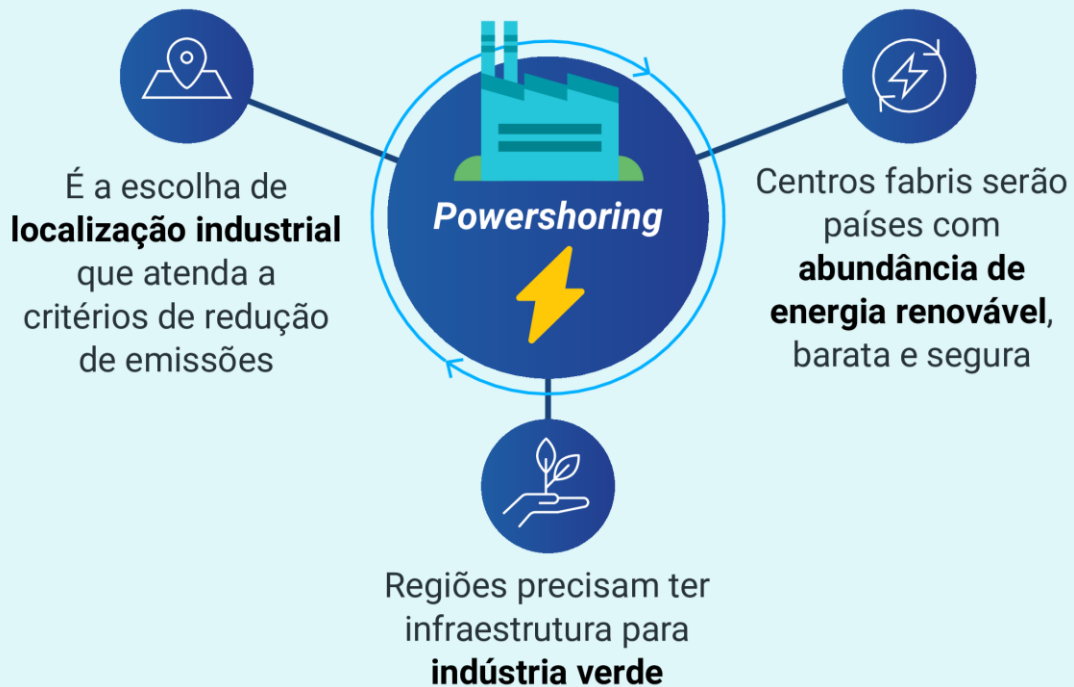 Powershoring
É a escolha de
localização industrial
que atenda a
critérios de redução
de emissões
Centros fabris serão
países com
abundância de
energia renovável,
barata e segura
Regiões precisam ter
infraestrutura para
indústria verde